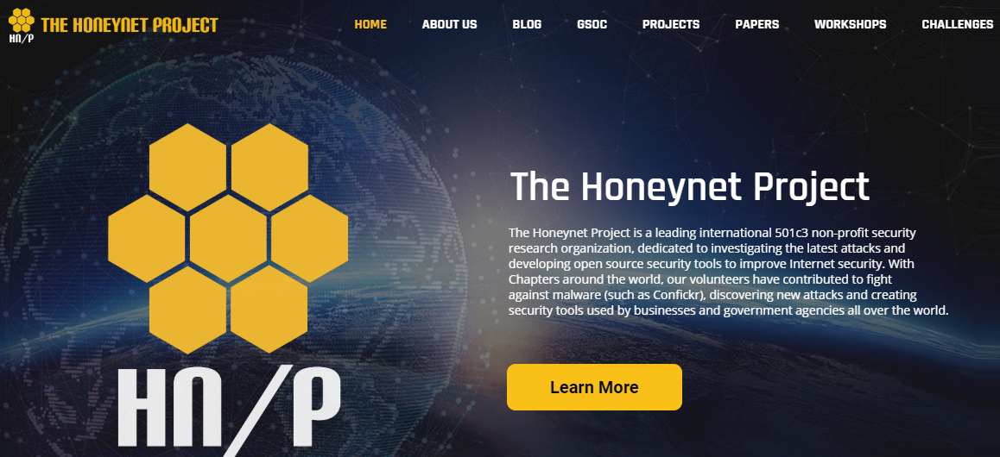 HN/P
THE HONEYNET PROJECT
HOME
ABOUT US
BLOG
GSOC
PROJECTS
PAPERS
WORKSHOPS
CHALLENGES
HN/P
The Honeynet Project
The Honeynet Project is a leading international 501c3 non-profit security
research organization, dedicated to investigating the latest attacks and
developing open source security tools to improve Internet security. With
Chapters around the world, our volunteers have contributed to fight
against malware (such as Confickr), discovering new attacks and creating
security tools used by businesses and government agencies all over the world.
Learn More